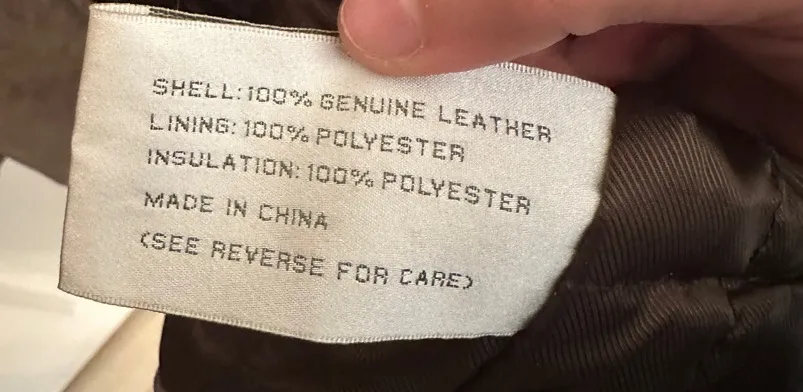 SHELL:100% GENUINE LEATHER
LINING: 100% POLYESTER
INSULATION: 100% POLYESTER
MADE IN CHINA
(SEE REVERSE FOR CARE)